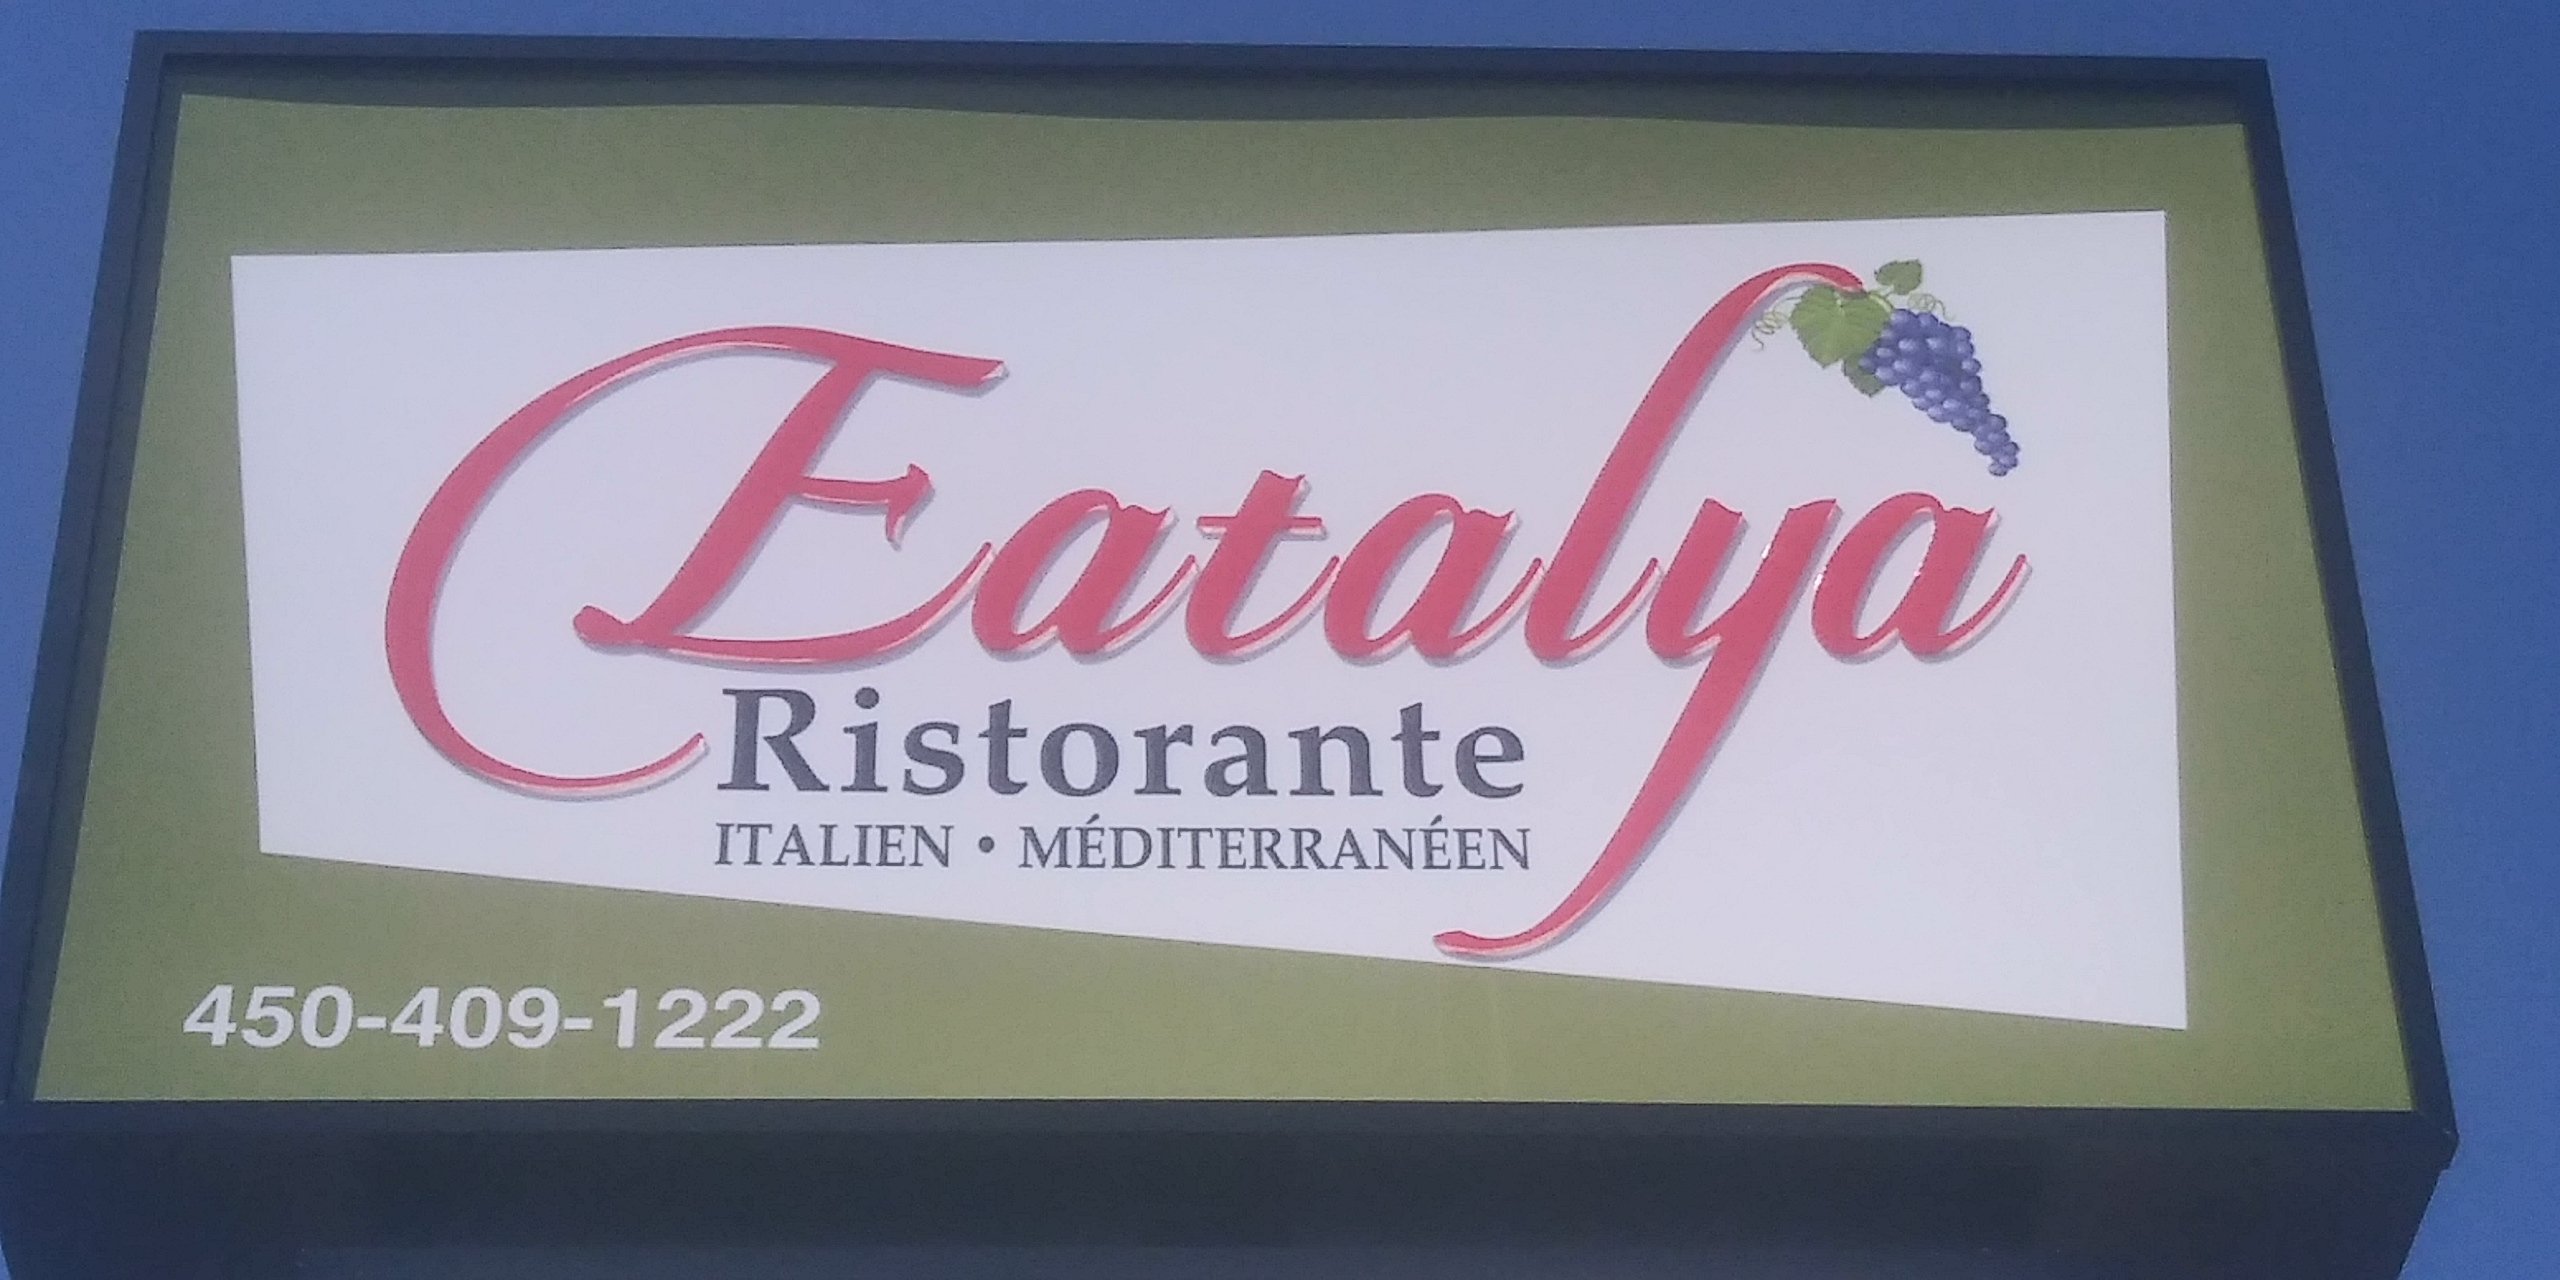 Eatalya
Ristorante
ITALIEN • MÉDITERRANÉEN
450-409-1222